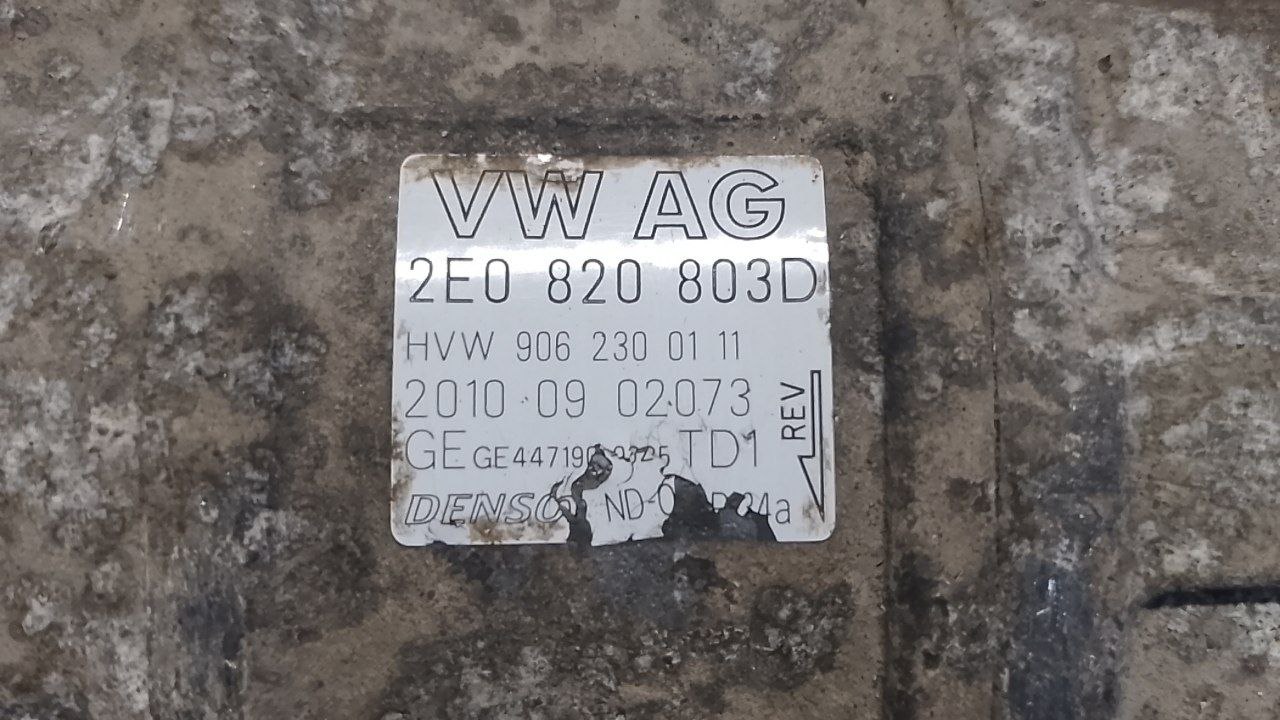 VW AG
2E0 820 803D
HVW 906 230 01 11
2010 09 02073
REV
GE TD1
DENSO